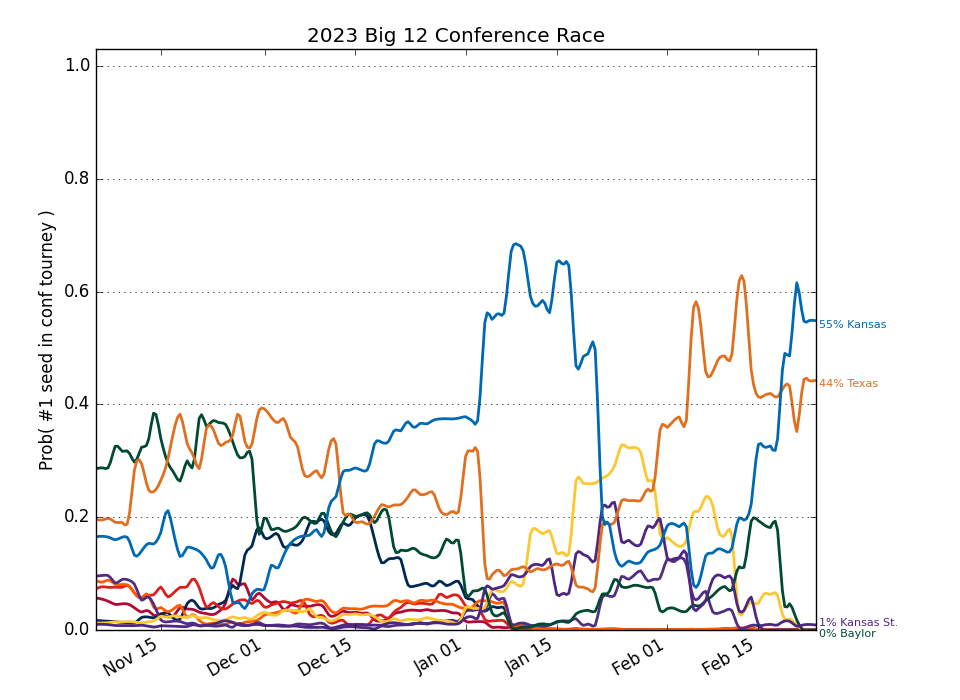 2023 Big 12 Conference Race
Prob( #1 seed in conf tourney )
1.0
0.8
0.6
0.4
0.2
0.0
Nov 15
Dec 01
Dec 15
Jan 01
Jan 15
Feb 01
Feb 15
55% Kansas
44% Texas
1% Kansas St.
0% Baylor